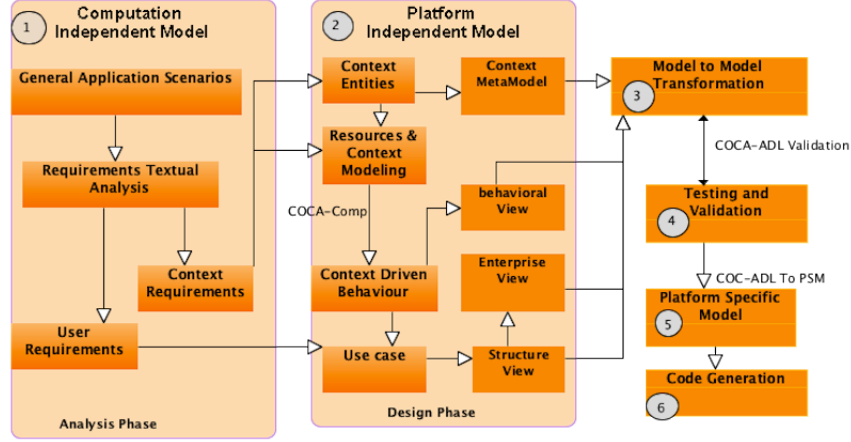 1
Computation
Independent Model
General Application Scenarios
Requirements Textual
Analysis
Context
Requirements
User
Requirements
Analysis Phase
2
Platform
Independent Model
Context
Entities
Context
MetaModel
Resources &
Context
Modeling
COCA-Comp
behavioral
View
Context Driven
Behaviour
Enterprise
View
Use case
Structure
View
Design Phase
Model to Model
Transformation
3
COCA-ADL Validation
Testing and
Validation
4
COC-ADL To PSM
Platform Specific
Model
5
Code Generation
6